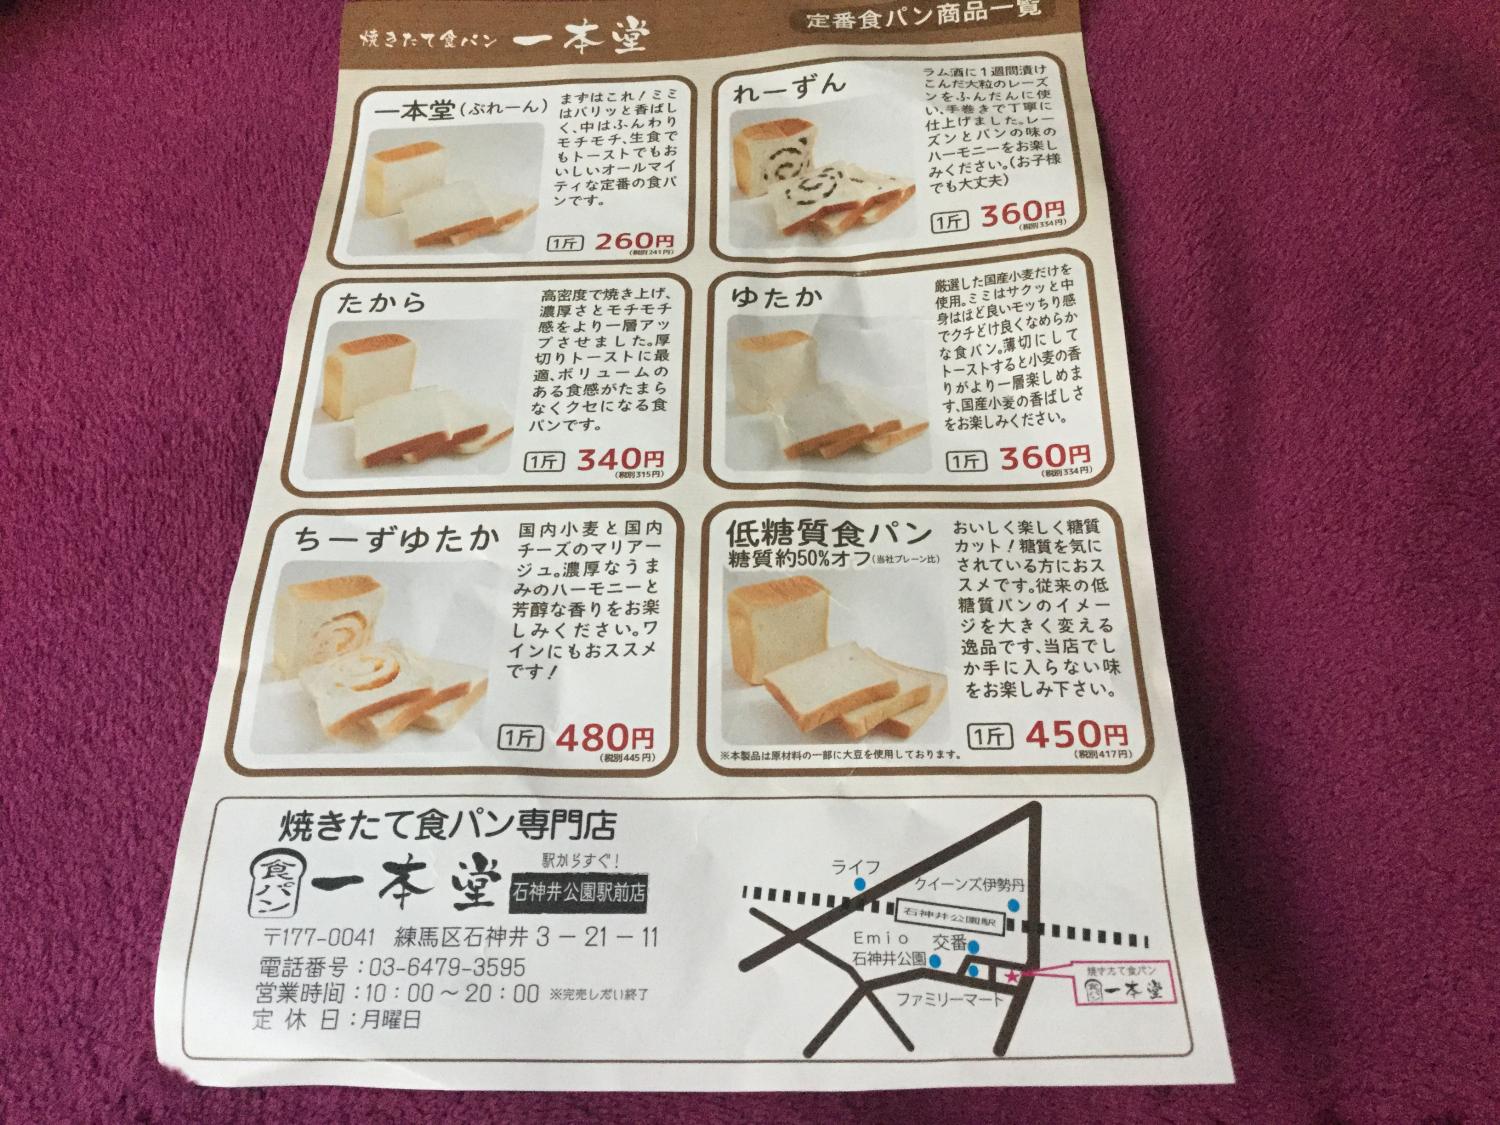 焼きたて食パン 一本堂
定番食パン商品一覧
一本堂(ぷれーん)
まずはこれ!ミミ
はパリッと香ばし
く、中はふんわり
モチモチ、生食で
もトーストでもお
いしいオールマイ
ティな定番の食パ
ンです。
1斤 260円
(税別241円)
れーずん
ラム酒に1週間漬け
こんだ大粒のレーズ
ンをふんだんに使
い、手巻きで丁寧に
仕上げました。レー
ズンとパンの味の
ハーモニーをお楽し
みください。(お子様
でも大丈夫)
1斤 360円
(税別334円)
たから
高密度で焼き上げ、
濃厚さとモチモチ
感をより一層アッ
プさせました。厚
切りトーストに最
適、ボリュームの
ある食感がたまら
なくクセになる食
パンです。
1斤 340円
(税別315円)
ゆたか
厳選した国産小麦だけを
使用。ミミはサクッと中
身はほど良いモッちり感
でクチどけ良くなめらか
な食パン。薄切にして
トーストすると小麦の香
りがより一層楽しめま
す、国産小麦の香ばしさ
をお楽しみください。
1斤 360円
(税別334円)
ちーずゆたか
国内小麦と国内
チーズのマリアー
ジュ。濃厚なうま
みのハーモニーと
芳醇な香りをお楽
しみください。ワ
インにもおススメ
です!
1斤 480円
(税別445円)
低糖質食パン
糖質約50%オフ(当社プレーン比)
おいしく楽しく糖質
カット!糖質を気に
されている方におス
スメです。従来の低
糖質パンのイメー
ジを大きく変える
逸品です、当店でし
か手に入らない味
をお楽しみ下さい。
1斤 450円
(税別417円)
※本製品は原材料の一部に大豆を使用しております。
焼きたて食パン専門店
食パン 一本堂
駅からすぐ!
石神井公園駅前店
〒177-0041 練馬区石神井3-21-11
電話番号:03-6479-3595
営業時間:10:00~20:00 ※完売しだい終了
定休日:月曜日
ライフ
クイーンズ伊勢丹
石神井公園駅
Emio
石神井公園
交番
ファミリーマート
焼きたて食パン
食パン 一本堂